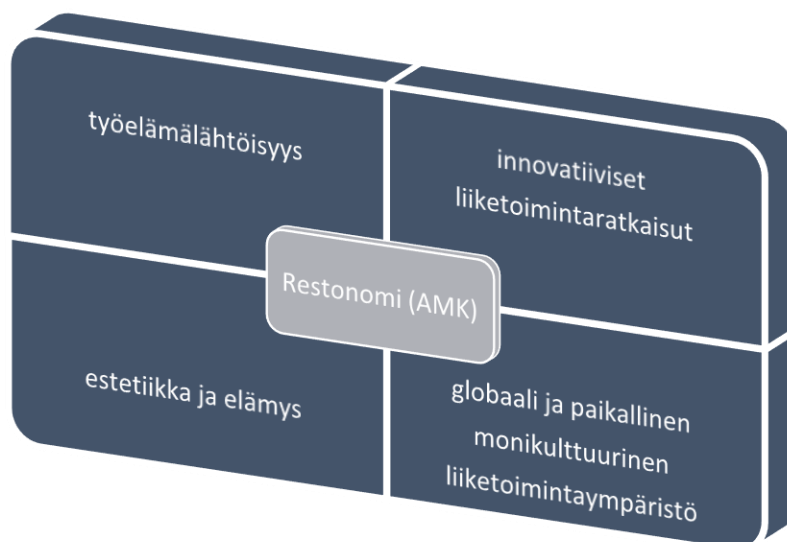 työelämälähtöisyys
innovatiiviset
liiketoimintaratkaisut
Restonomi (AMK)
estetiikka ja elämys
globaali ja paikallinen
monikulttuurinen
liiketoimintaympäristö